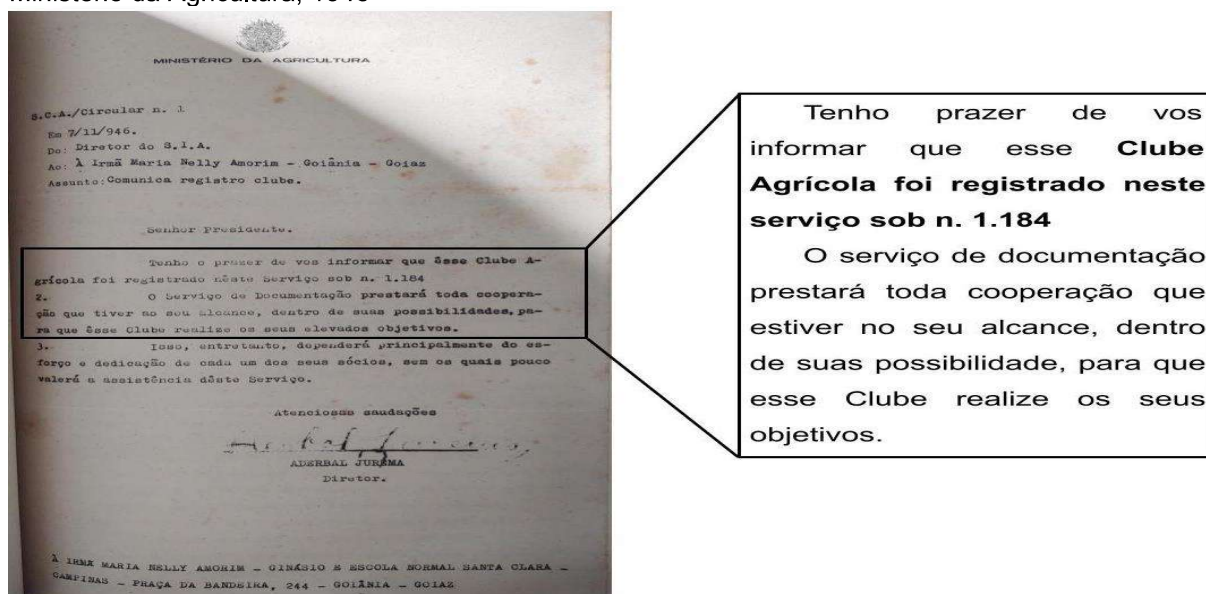 Ministério da Agricultura, 1946
MINISTÉRIO DA AGRICULTURA
S.C.A./Circular n. 1
Em 7/11/946.
Do: Diretor do S.I.A.
Ao: À Irmã Maria Nelly Amorim - Goiânia - Goiaz
Assunto: Comunica registro clube.
Senhor Presidente.
Tenho o prazer de vos informar que êsse Clube A-
grícola foi registrado nêste Serviço sob n. 1.184
2. O Serviço de Documentação prestará toda coopera-
ção que tiver ao seu alcance, dentro de suas possibilidades, pa-
ra que êsse Clube realize os seus elevados objetivos.
3. Isso, entretanto, dependerá principalmente do es-
forço e dedicação de cada um dos seus sócios, sem os quais pouco
valerá a assistência dêste Serviço.
Atenciosas saudações
ADERBAL JUREMA
Diretor.
À IRMÃ MARIA NELLY AMORIM - GINÁSIO E ESCOLA NORMAL SANTA CLARA -
CAMPINAS - PRAÇA DA BANDEIRA, 244 - GOIÂNIA - GOIAZ
Tenho prazer de vos
informar que esse Clube
Agrícola foi registrado neste
serviço sob n. 1.184
O serviço de documentação
prestará toda cooperação que
estiver no seu alcance, dentro
de suas possibilidade, para que
esse Clube realize os seus
objetivos.